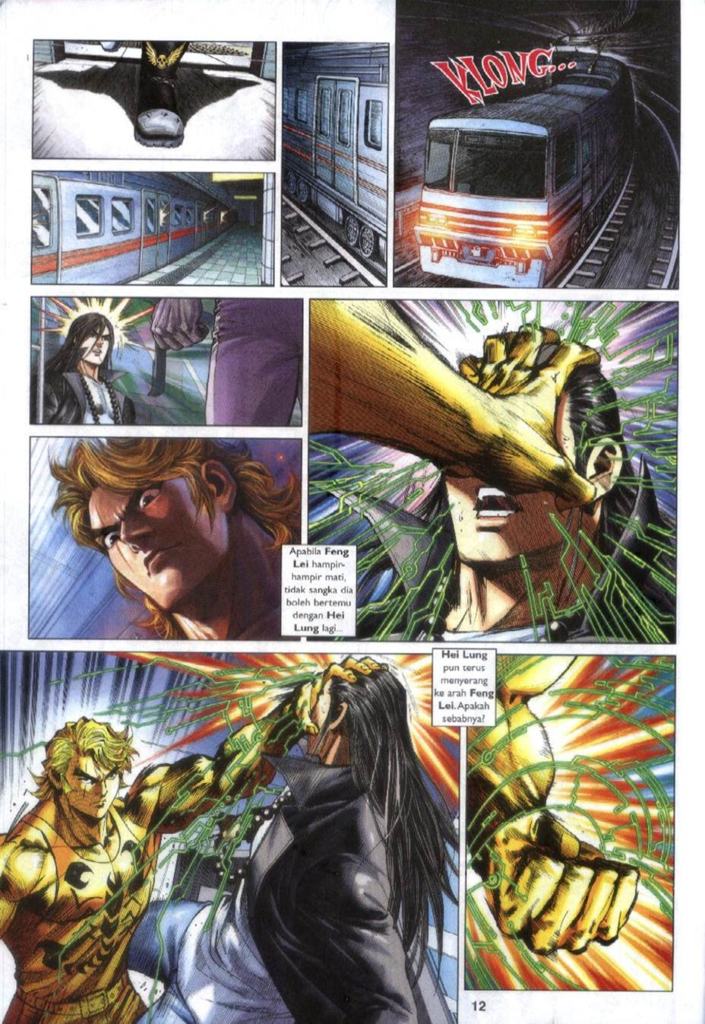 KLONG...
Apabila Feng
Lei hampir-
hampir mati,
tidak sangka dia
boleh bertemu
dengan Hei
Lung lagi...
Hei Lung
pun terus
menyerang
ke arah Feng
Lei. Apakah
sebabnya?
12